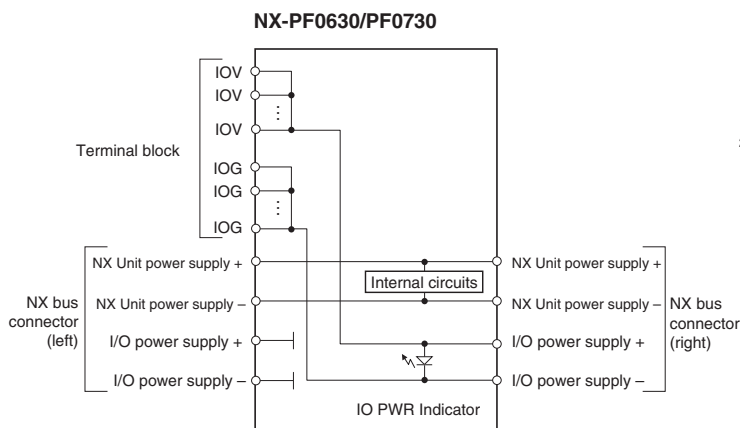 NX-PF0630/PF0730
IOV
IOV
⋮
IOV
Terminal block
IOG
IOG
⋮
IOG
NX bus
connector
(left)
NX Unit power supply +
NX Unit power supply –
I/O power supply +
I/O power supply –
Internal circuits
IO PWR Indicator
NX Unit power supply +
NX Unit power supply –
I/O power supply +
I/O power supply –
NX bus
connector
(right)